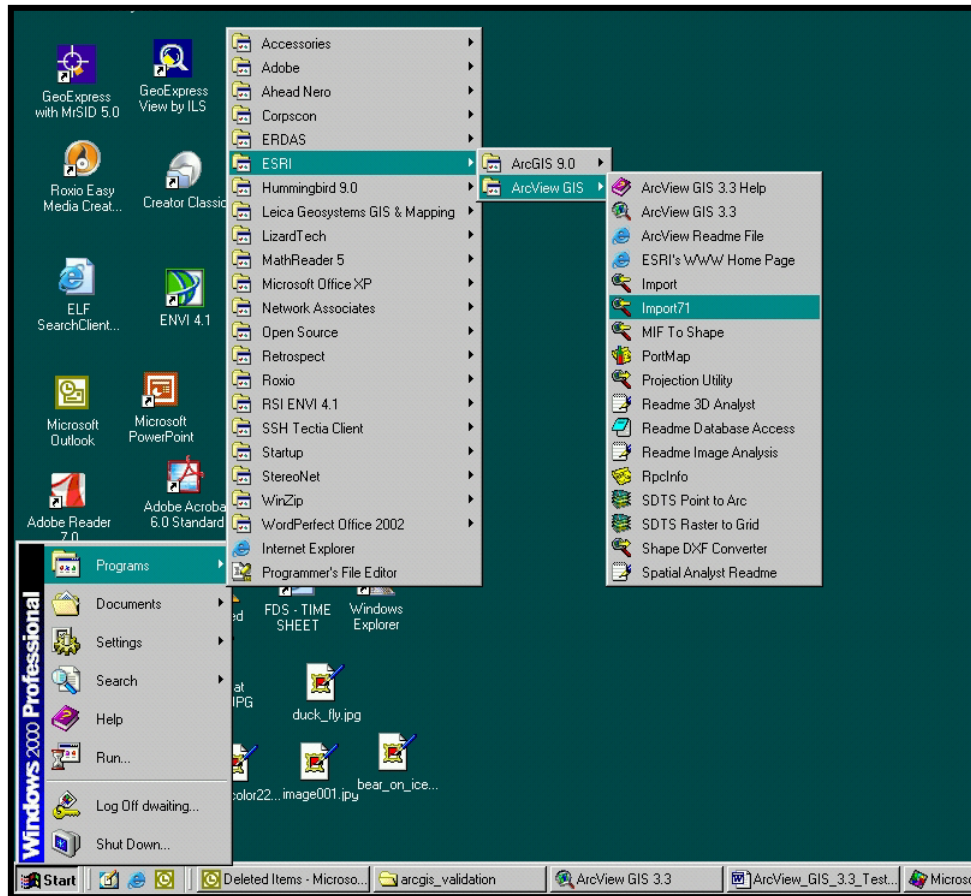 GeoExpress
with MrSID 5.0
GeoExpress
View by ILS
Roxio Easy
Media Creat...
Creator Classic
ELF
SearchClient...
ENVI 4.1
Microsoft
Outlook
Microsoft
PowerPoint
Adobe Reader
7.0
Adobe Acroba
6.0 Standard
Accessories
Adobe
Ahead Nero
Corpscon
ERDAS
ESRI
Hummingbird 9.0
Leica Geosystems GIS & Mapping
LizardTech
MathReader 5
Microsoft Office XP
Network Associates
Open Source
Retrospect
Roxio
RSI ENVI 4.1
SSH Tectia Client
Startup
StereoNet
WinZip
WordPerfect Office 2002
Internet Explorer
Programmer's File Editor
ArcGIS 9.0
ArcView GIS
ArcView GIS 3.3 Help
ArcView GIS 3.3
ArcView Readme File
ESRI's WWW Home Page
Import
Import71
MIF To Shape
PortMap
Projection Utility
Readme 3D Analyst
Readme Database Access
Readme Image Analysis
RpcInfo
SDTS Point to Arc
SDTS Raster to Grid
Shape DXF Converter
Spatial Analyst Readme
Windows 2000 Professional
Programs
Documents
Settings
Search
Help
Run...
Log Off dwaiting...
Shut Down...
ed
FDS - TIME
SHEET
Windows
Explorer
at
JPG
duck_fly.jpg
color22...
image001.jpg
bear_on_ice...
Start
Deleted Items - Microso...
arcgis_validation
ArcView GIS 3.3
ArcView_GIS_3.3_Test...
Microso